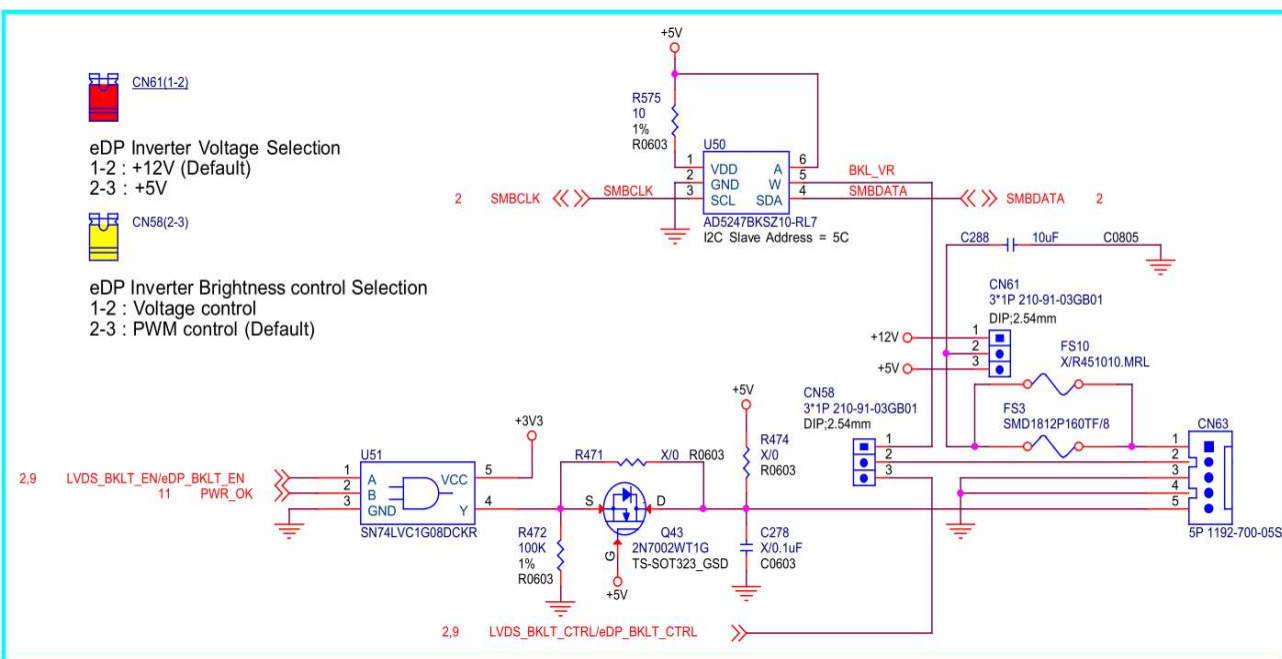 CN61(1-2)
eDP Inverter Voltage Selection
1-2 : +12V (Default)
2-3 : +5V
CN58(2-3)
eDP Inverter Brightness control Selection
1-2 : Voltage control
2-3 : PWM control (Default)
+5V
R575
10
1%
R0603
U50
1 VDD A 6
2 GND W 5
3 SCL SDA 4
BKL_VR
2 SMBCLK SMBCLK
SMBDATA SMBDATA 2
AD5247BKSZ10-RL7
I2C Slave Address = 5C
C288 10uF C0805
CN61
3*1P 210-91-03GB01
DIP;2.54mm
+12V 1
2
+5V 3
FS10
X/R451010.MRL
FS3
SMD1812P160TF/8
CN58
3*1P 210-91-03GB01
DIP;2.54mm
1
2
3
CN63
1
2
3
4
5
5P 1192-700-05S
+3V3
U51
2,9 LVDS_BKLT_EN/eDP_BKLT_EN
11 PWR_OK
1 A VCC 5
2 B
3 GND Y 4
SN74LVC1G08DCKR
R471 X/0 R0603
S D
G
Q43
2N7002WT1G
TS-SOT323_GSD
+5V
R472
100K
1%
R0603
+5V
R474
X/0
R0603
C278
X/0.1uF
C0603
2,9 LVDS_BKLT_CTRL/eDP_BKLT_CTRL